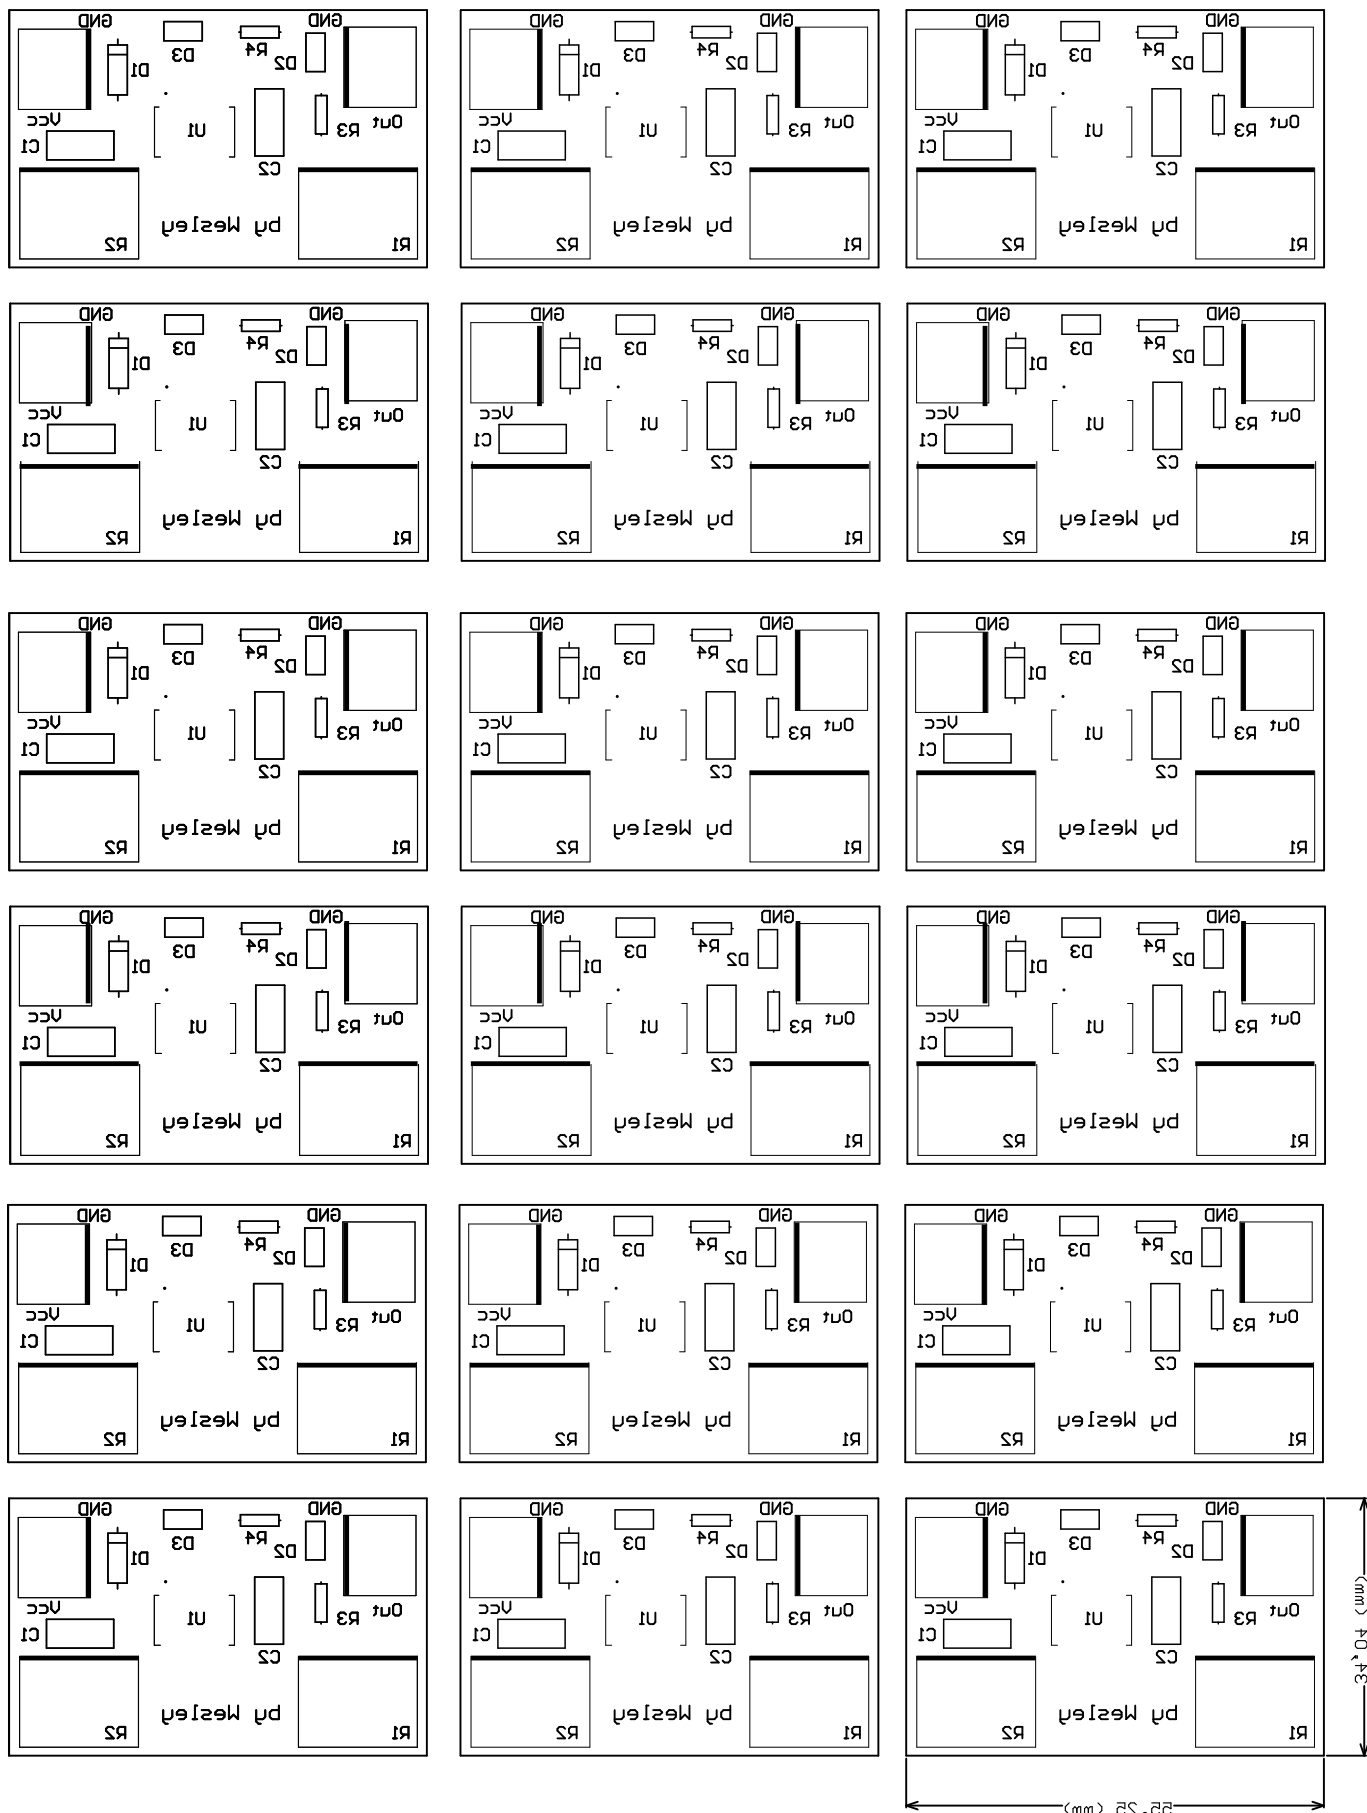 GND GND GND GND GND GND
D3 R4 D2 D3 R4 D2 D3 R4 D2
D1 D1 D1
Vcc U1 R3 Out Vcc U1 R3 Out Vcc U1 R3 Out
C1 C2 C1 C2 C1 C2
by Wesley by Wesley by Wesley
R2 R1 R2 R1 R2 R1
GND GND GND GND GND GND
D3 R4 D2 D3 R4 D2 D3 R4 D2
D1 D1 D1
Vcc U1 R3 Out Vcc U1 R3 Out Vcc U1 R3 Out
C1 C2 C1 C2 C1 C2
by Wesley by Wesley by Wesley
R2 R1 R2 R1 R2 R1
GND GND GND GND GND GND
D3 R4 D2 D3 R4 D2 D3 R4 D2
D1 D1 D1
Vcc U1 R3 Out Vcc U1 R3 Out Vcc U1 R3 Out
C1 C2 C1 C2 C1 C2
by Wesley by Wesley by Wesley
R2 R1 R2 R1 R2 R1
GND GND GND GND GND GND
D3 R4 D2 D3 R4 D2 D3 R4 D2
D1 D1 D1
Vcc U1 R3 Out Vcc U1 R3 Out Vcc U1 R3 Out
C1 C2 C1 C2 C1 C2
by Wesley by Wesley by Wesley
R2 R1 R2 R1 R2 R1
GND GND GND GND GND GND
D3 R4 D2 D3 R4 D2 D3 R4 D2
D1 D1 D1
Vcc U1 R3 Out Vcc U1 R3 Out Vcc U1 R3 Out
C1 C2 C1 C2 C1 C2
by Wesley by Wesley by Wesley
R2 R1 R2 R1 R2 R1
GND GND GND GND GND GND
D3 R4 D2 D3 R4 D2 D3 R4 D2
D1 D1 D1
Vcc U1 R3 Out Vcc U1 R3 Out Vcc U1 R3 Out
C1 C2 C1 C2 C1 C2
by Wesley by Wesley by Wesley
R2 R1 R2 R1 R2 R1
34,04 (mm)
55,25 (mm)